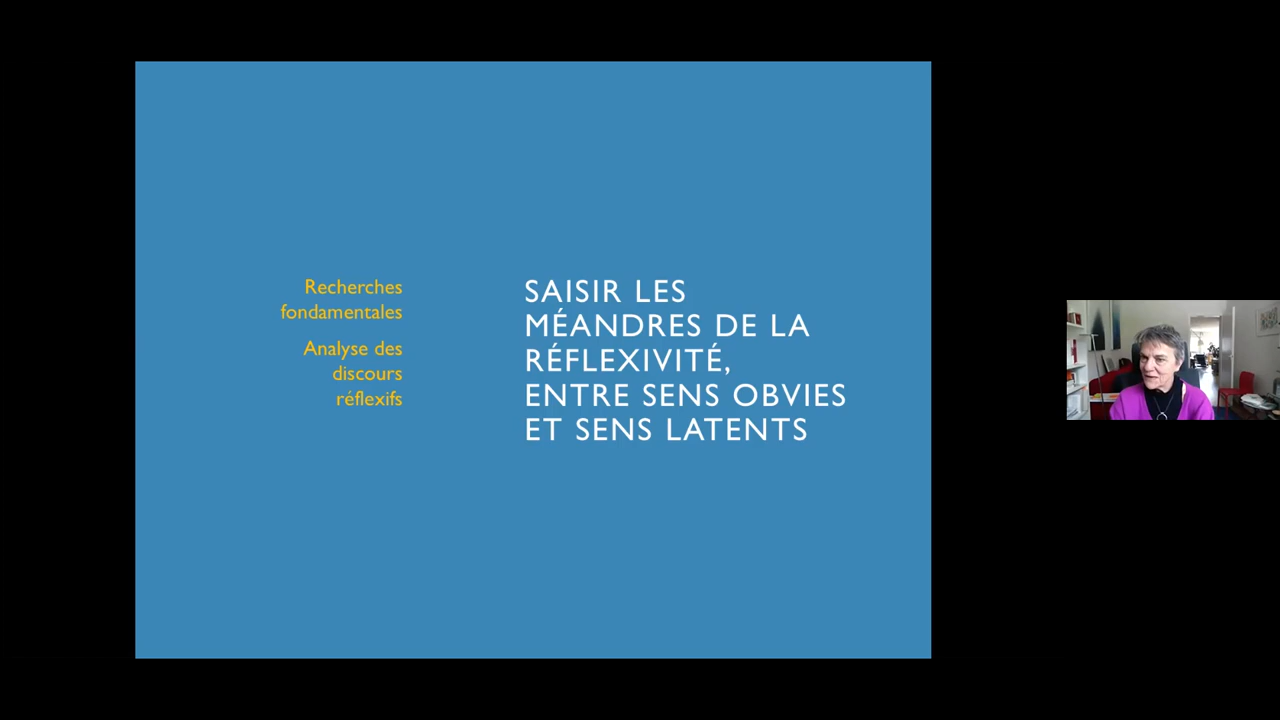 Recherches
fondamentales
Analyse des
discours
réflexifs
SAISIR LES
MÉANDRES DE LA
RÉFLEXIVITÉ,
ENTRE SENS OBVIES
ET SENS LATENTS